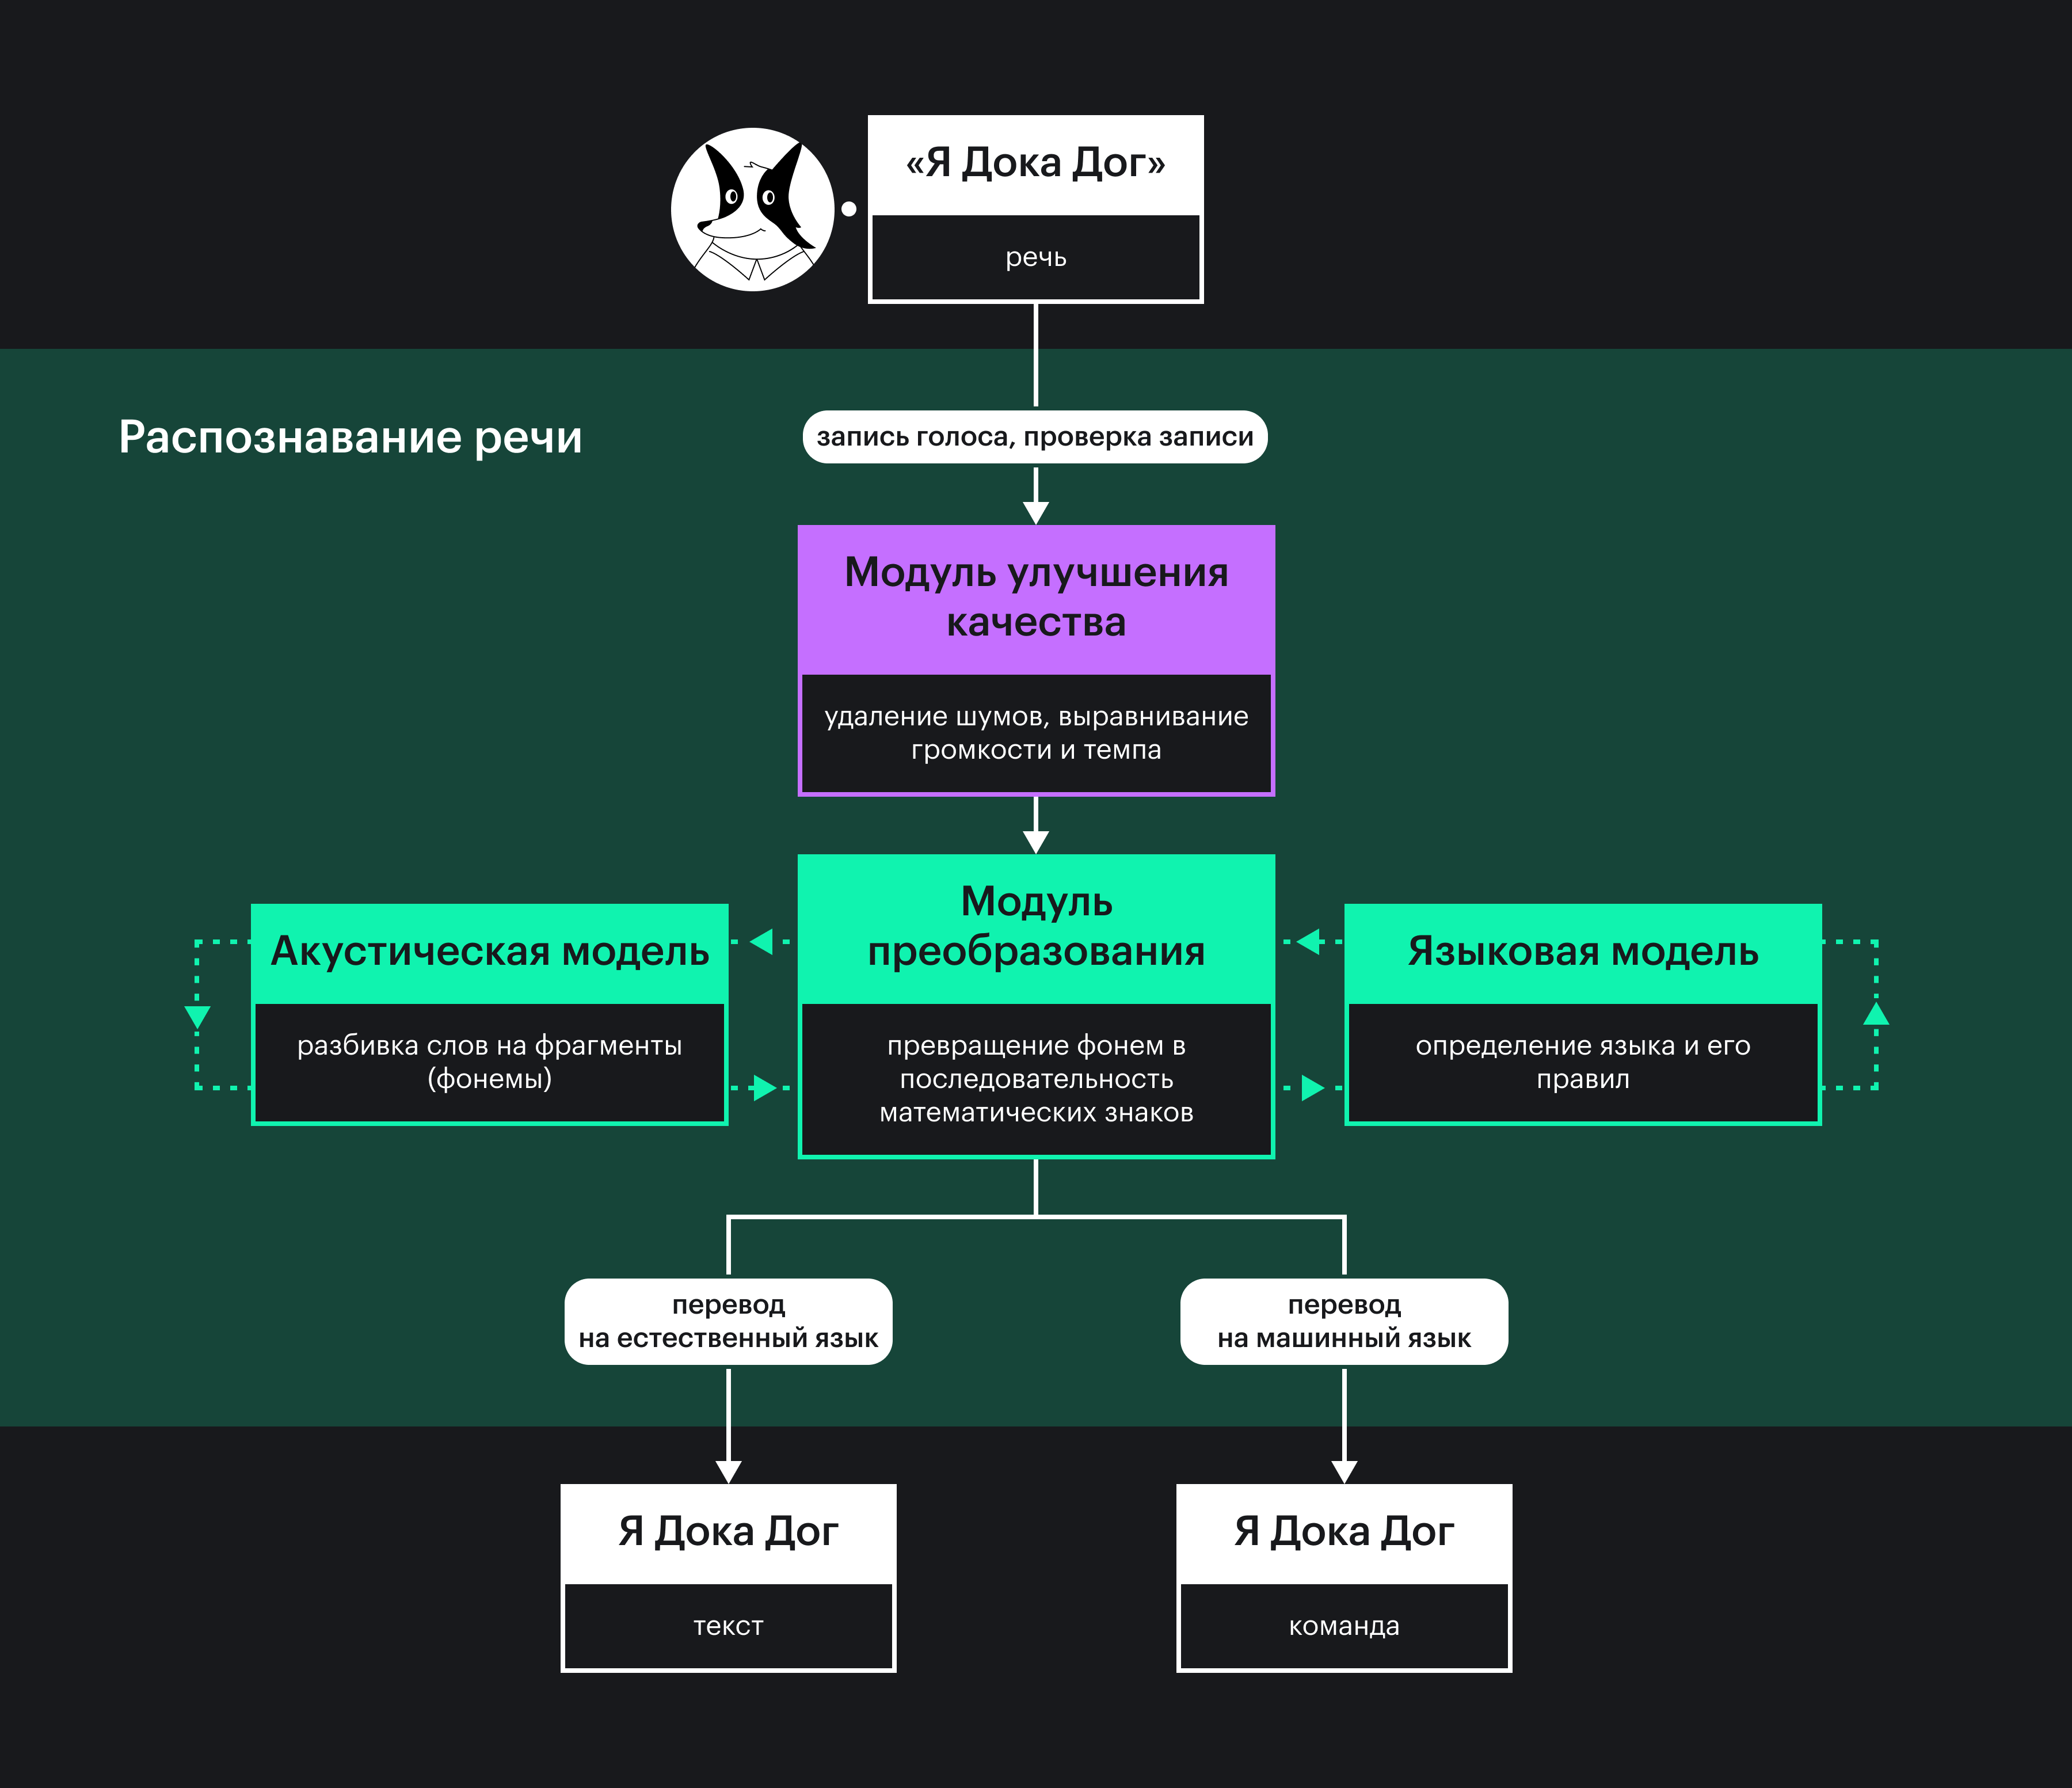 «Я Дока Дог»
речь
Распознавание речи
запись голоса, проверка записи
Модуль улучшения
качества
удаление шумов, выравнивание
громкости и темпа
Акустическая модель
разбивка слов на фрагменты
(фонемы)
Модуль
преобразования
превращение фонем в
последовательность
математических знаков
Языковая модель
определение языка и его
правил
перевод
на естественный язык
перевод
на машинный язык
Я Дока Дог
текст
Я Дока Дог
команда